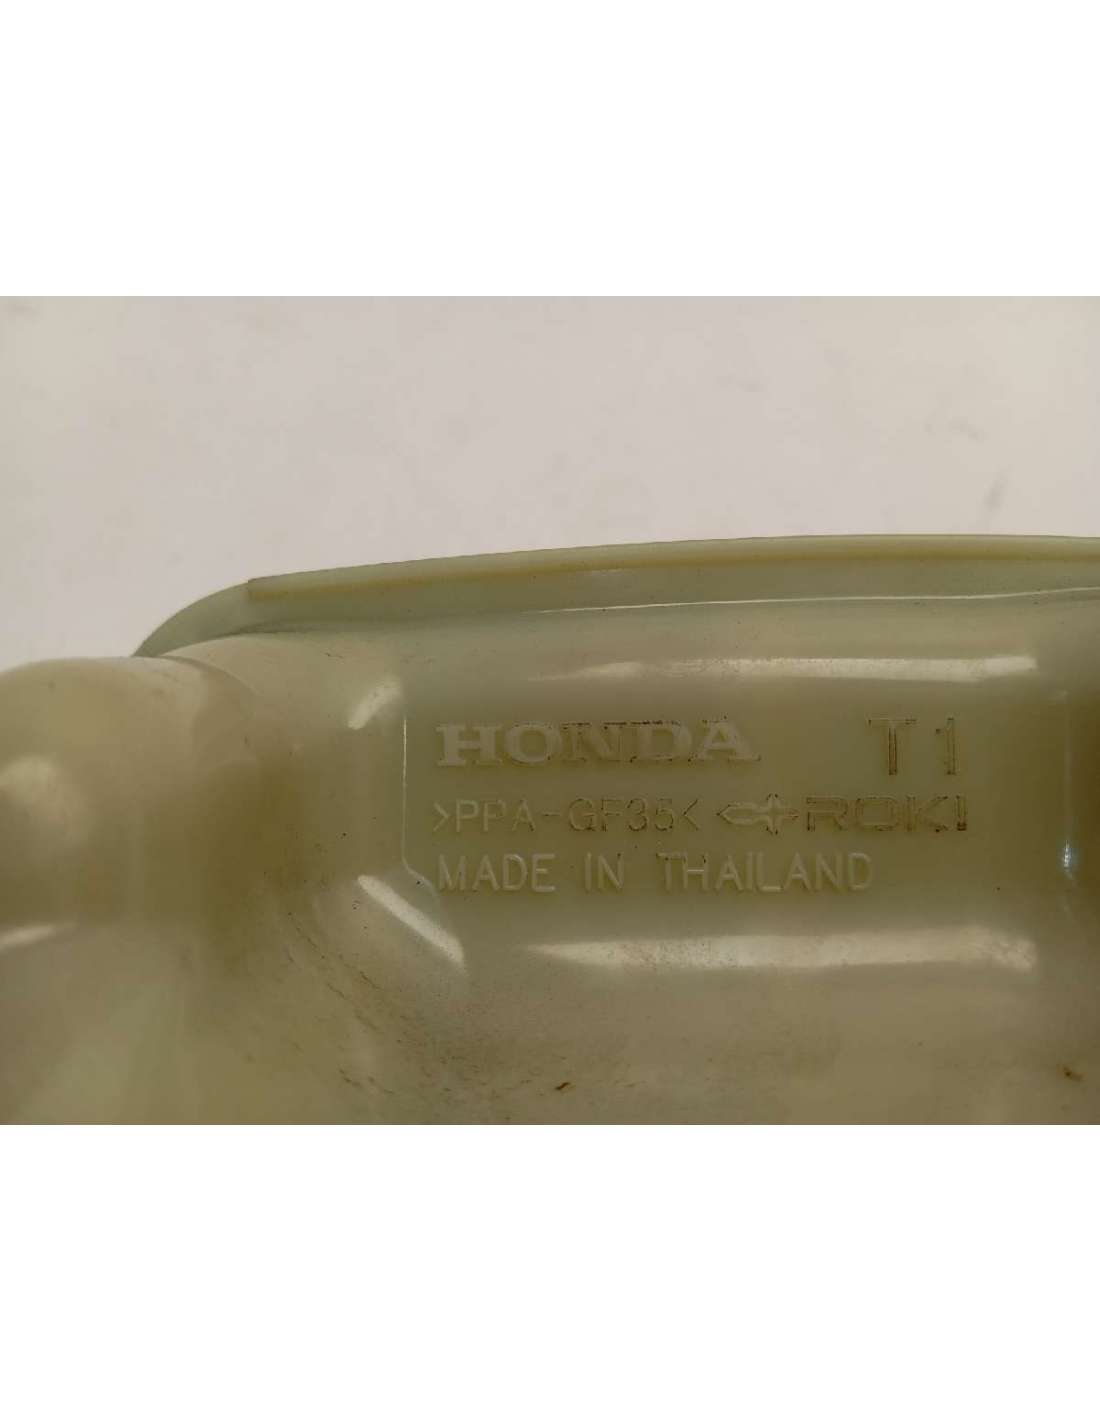 HONDA T1
>PPA-GF35< ROKI
MADE IN THAILAND